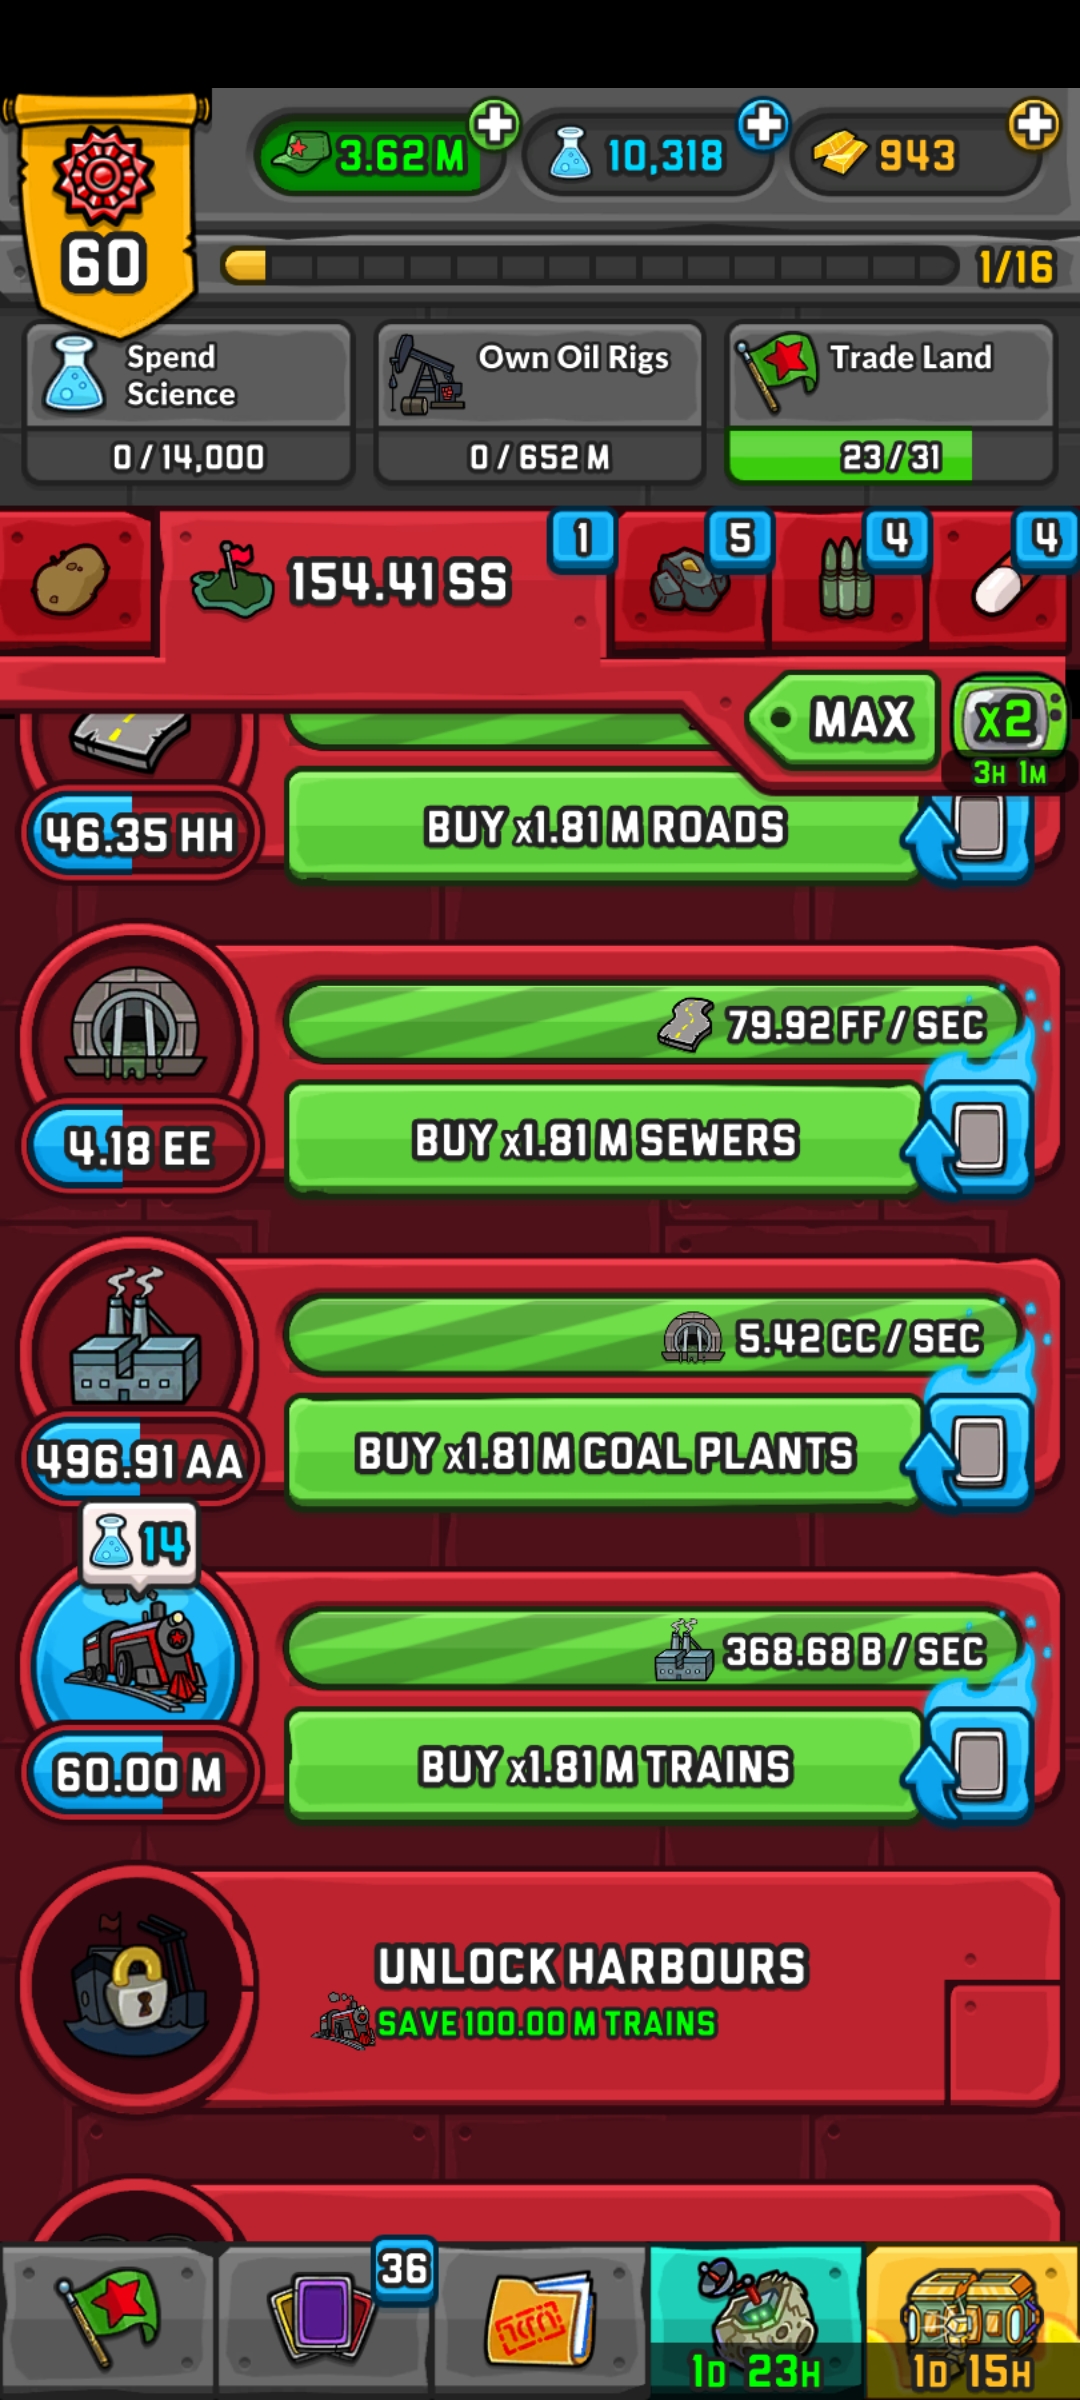 3.62 M
10,318
943
60
1/16
Spend
Science
0/14,000
Own Oil Rigs
0/652 M
Trade Land
23/31
154.41 SS
1
5
4
4
MAX
x2
3H 1M
46.35 HH
BUY x1.81 M ROADS
79.92 FF / SEC
4.18 EE
BUY x1.81 M SEWERS
5.42 CC / SEC
496.91 AA
BUY x1.81 M COAL PLANTS
14
368.68 B / SEC
60.00 M
BUY x1.81 M TRAINS
UNLOCK HARBOURS
SAVE 100.00 M TRAINS
36
1D 23H
1D 15H